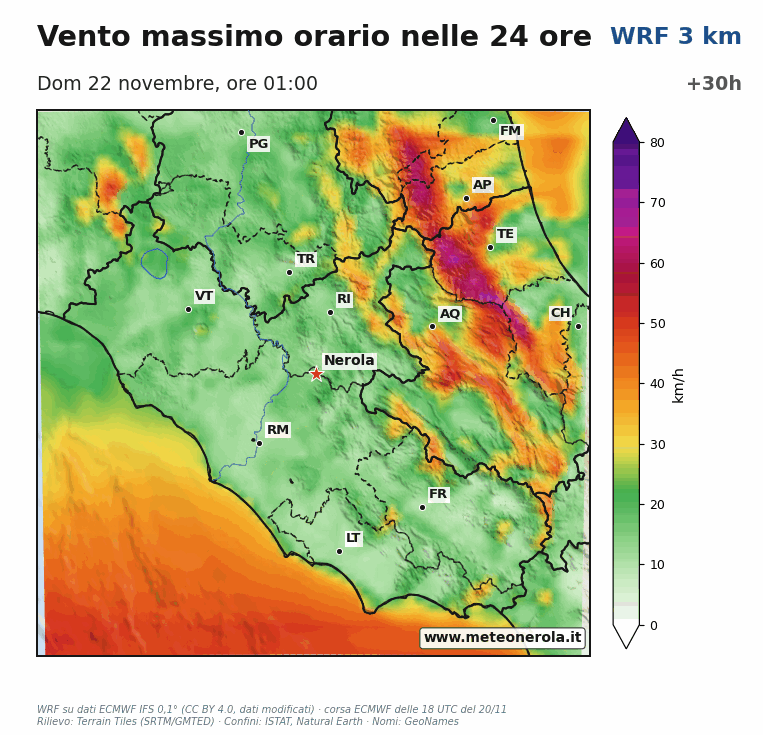 Vento massimo orario nelle 24 ore WRF 3 km
Dom 22 novembre, ore 01:00 +30h
FM
PG
AP
TE
TR
VT
RI
AQ
CH
Nerola
RM
FR
LT
www.meteonerola.it
80
70
60
50
40
30
20
10
0
km/h
WRF su dati ECMWF IFS 0,1° (CC BY 4.0, dati modificati) · corsa ECMWF delle 18 UTC del 20/11
Rilievo: Terrain Tiles (SRTM/GMTED) · Confini: ISTAT, Natural Earth · Nomi: GeoNames